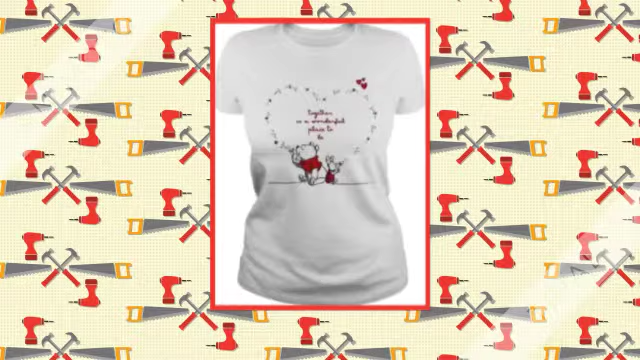 together
is a wonderful
place to
be